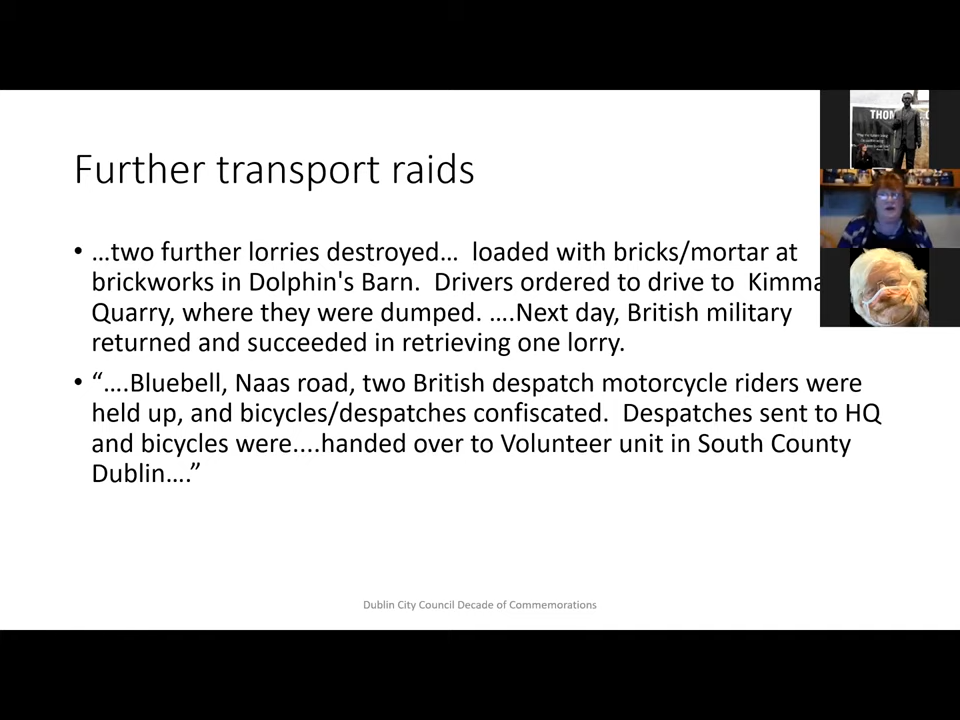 Further transport raids
• …two further lorries destroyed… loaded with bricks/mortar at
brickworks in Dolphin's Barn. Drivers ordered to drive to Kimma
Quarry, where they were dumped. ….Next day, British military
returned and succeeded in retrieving one lorry.
• “….Bluebell, Naas road, two British despatch motorcycle riders were
held up, and bicycles/despatches confiscated. Despatches sent to HQ
and bicycles were....handed over to Volunteer unit in South County
Dublin….”
Dublin City Council Decade of Commemorations
THOM